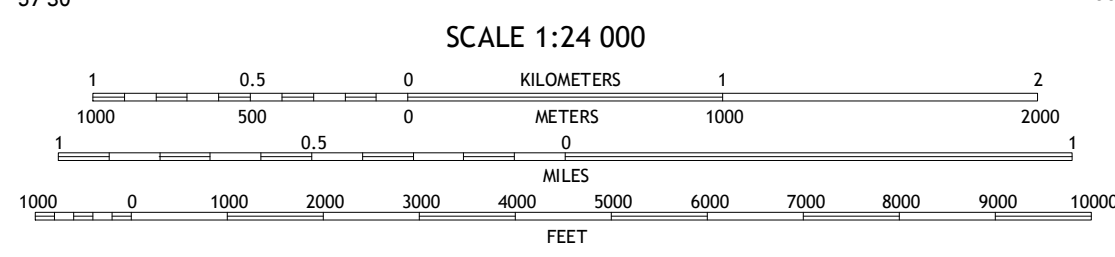 SCALE 1:24 000
1 0.5 0 KILOMETERS 1 2
1000 500 0 METERS 1000 2000
1 0.5 0 1
MILES
1000 0 1000 2000 3000 4000 5000 6000 7000 8000 9000 10000
FEET